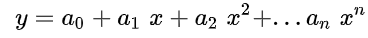 y = a₀ + a₁ x + a₂ x² + … aₙ xⁿ